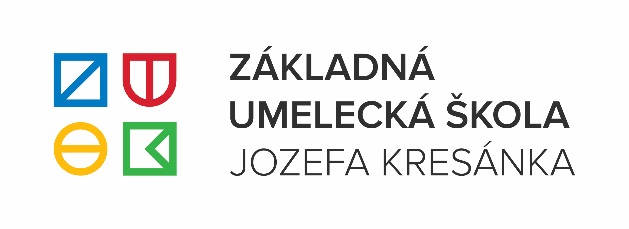 ZÁKLADNÁ
UMELECKÁ ŠKOLA
JOZEFA KRESÁNKA